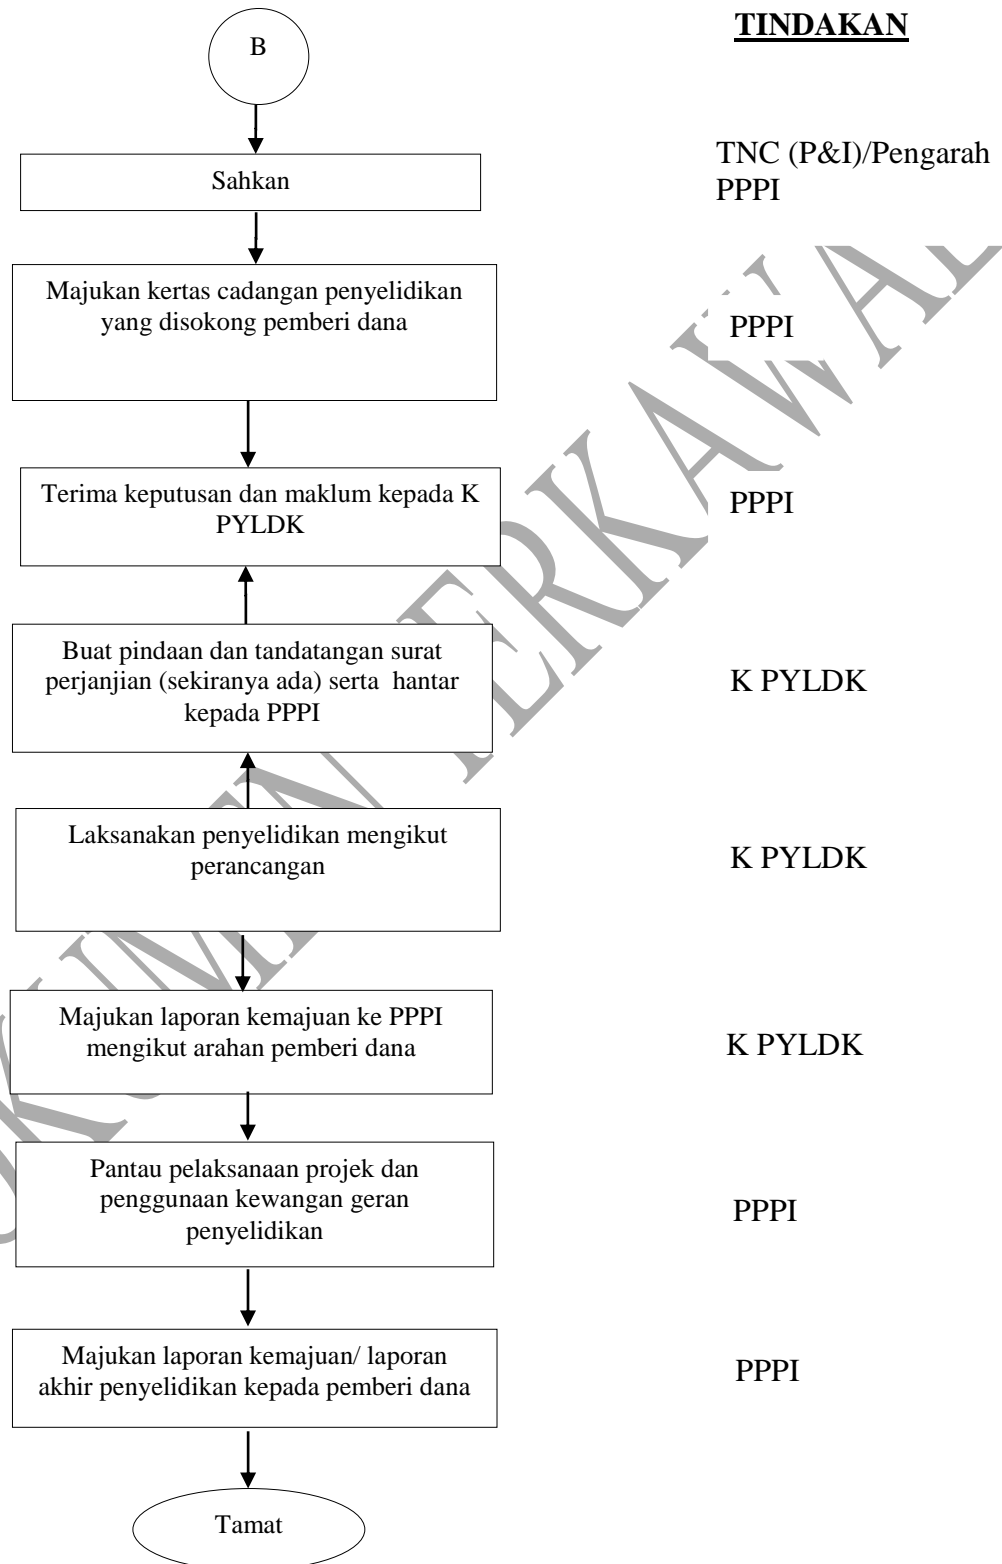 TINDAKAN
B
Sahkan
TNC (P&I)/Pengarah
PPPI
Majukan kertas cadangan penyelidikan
yang disokong pemberi dana
PPPI
Terima keputusan dan maklum kepada K
PYLDK
PPPI
Buat pindaan dan tandatangan surat
perjanjian (sekiranya ada) serta hantar
kepada PPPI
K PYLDK
Laksanakan penyelidikan mengikut
perancangan
K PYLDK
Majukan laporan kemajuan ke PPPI
mengikut arahan pemberi dana
K PYLDK
Pantau pelaksanaan projek dan
penggunaan kewangan geran
penyelidikan
PPPI
Majukan laporan kemajuan/ laporan
akhir penyelidikan kepada pemberi dana
PPPI
Tamat